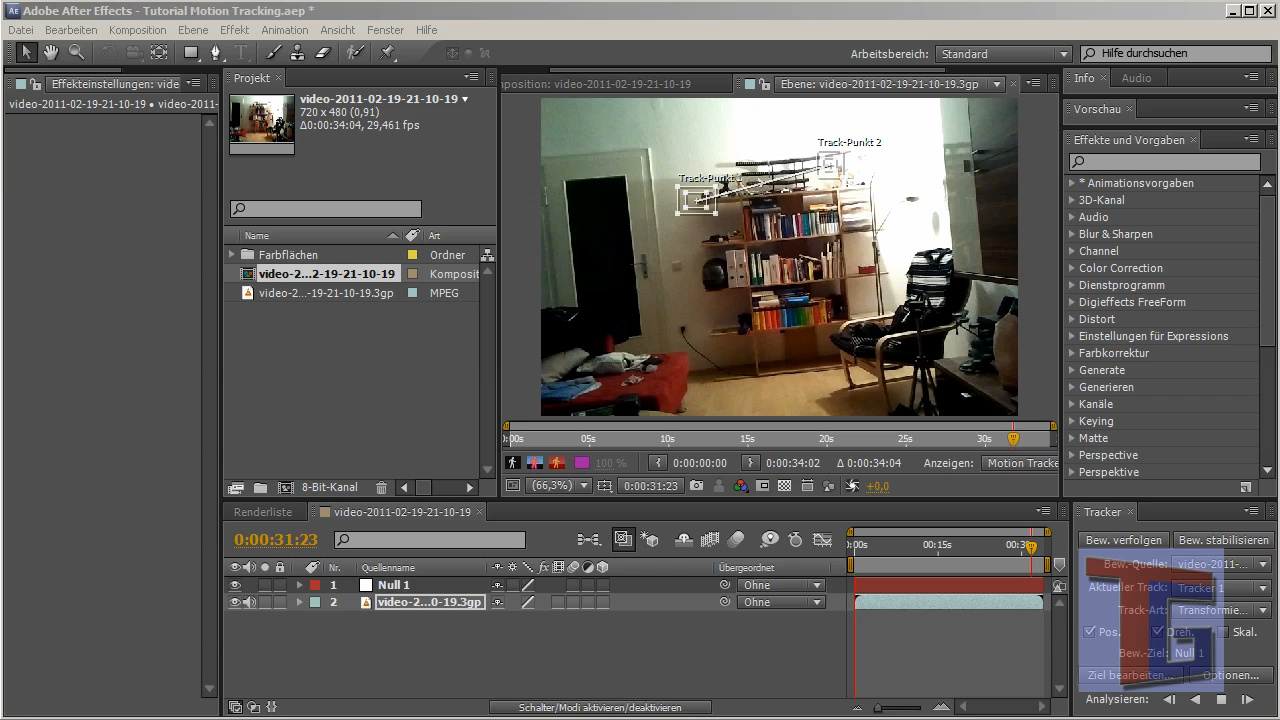 Adobe After Effects - Tutorial Motion Tracking.aep *
Datei Bearbeiten Komposition Ebene Effekt Animation Ansicht Fenster Hilfe
Arbeitsbereich: Standard Hilfe durchsuchen
Effekteinstellungen: vide
video-2011-02-19-21-10-19 • video-2011-
Projekt
video-2011-02-19-21-10-19
720 x 480 (0,91)
Δ0:00:34:04, 29,461 fps
Name Art
Farbflächen Ordner
video-2...2-19-21-10-19 Komposit
video-2...-19-21-10-19.3gp MPEG
8-Bit-Kanal
position: video-2011-02-19-21-10-19 Ebene: video-2011-02-19-21-10-19.3gp
Track-Punkt 1
Track-Punkt 2
0:00s 05s 10s 15s 20s 25s 30s
100 % 0:00:00:00 0:00:34:02 Δ 0:00:34:04 Anzeigen: Motion Tracke
(66,3%) 0:00:31:23 +0,0
Info Audio
Vorschau
Effekte und Vorgaben
* Animationsvorgaben
3D-Kanal
Audio
Blur & Sharpen
Channel
Color Correction
Dienstprogramm
Digieffects FreeForm
Distort
Einstellungen für Expressions
Farbkorrektur
Generate
Generieren
Kanäle
Keying
Matte
Perspective
Perspektive
Renderliste video-2011-02-19-21-10-19
0:00:31:23
Nr. Quellenname Übergeordnet
1 Null 1 Ohne
2 video-2...0-19.3gp Ohne
0:00s 00:15s 00:30s
Schalter/Modi aktivieren/deaktivieren
Tracker
Bew. verfolgen Bew. stabilisieren
Bew.-Quelle: video-2011-...
Aktueller Track: Tracker 1
Track-Art: Transformie...
Pos. Dreh. Skal.
Bew.-Ziel: Null 1
Ziel bearbeiten... Optionen...
Analysieren: